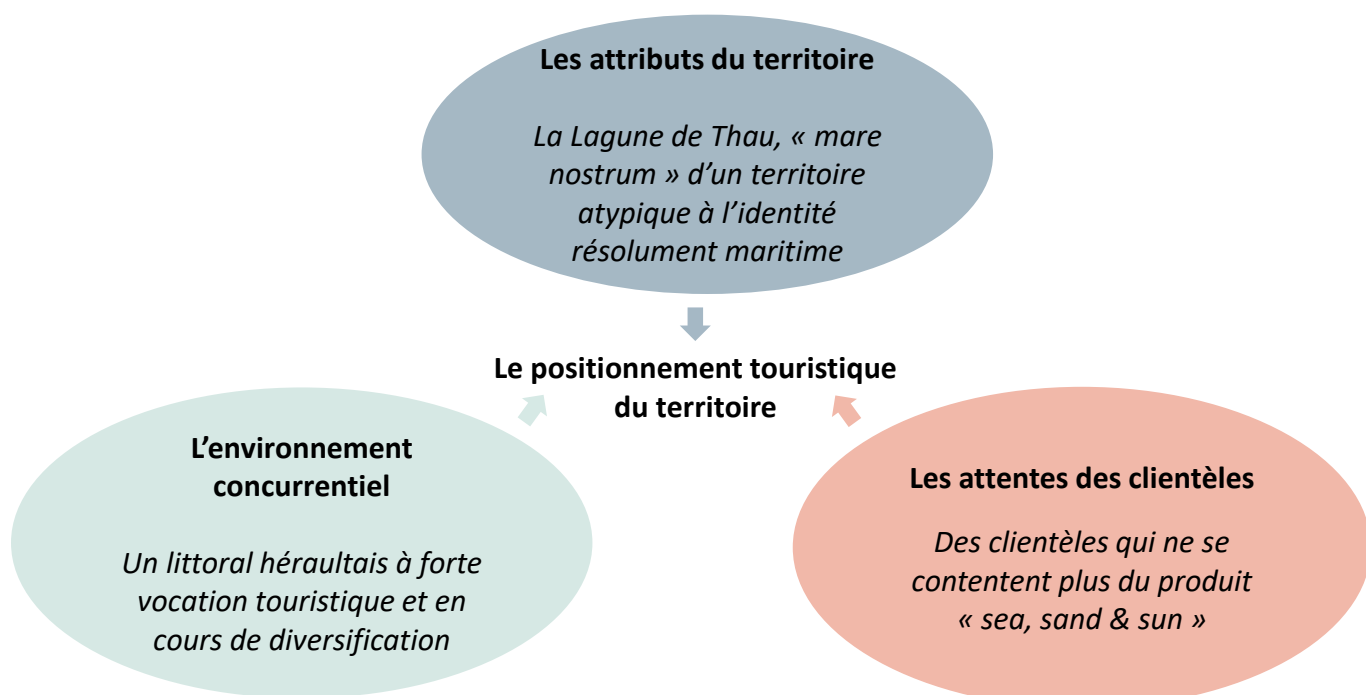 Les attributs du territoire
La Lagune de Thau, « mare
nostrum » d’un territoire
atypique à l’identité
résolument maritime
Le positionnement touristique
du territoire
L’environnement
concurrentiel
Un littoral héraultais à forte
vocation touristique et en
cours de diversification
Les attentes des clientèles
Des clientèles qui ne se
contentent plus du produit
« sea, sand & sun »